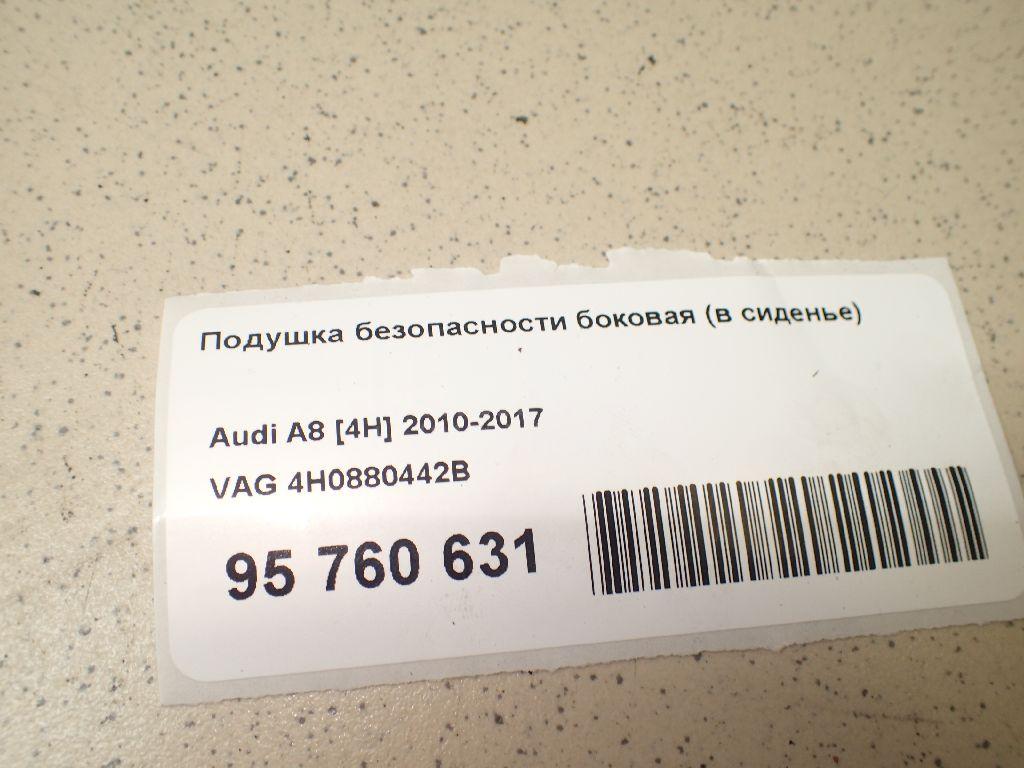 Подушка безопасности боковая (в сиденье)
Audi A8 [4H] 2010-2017
VAG 4H0880442B
95 760 631